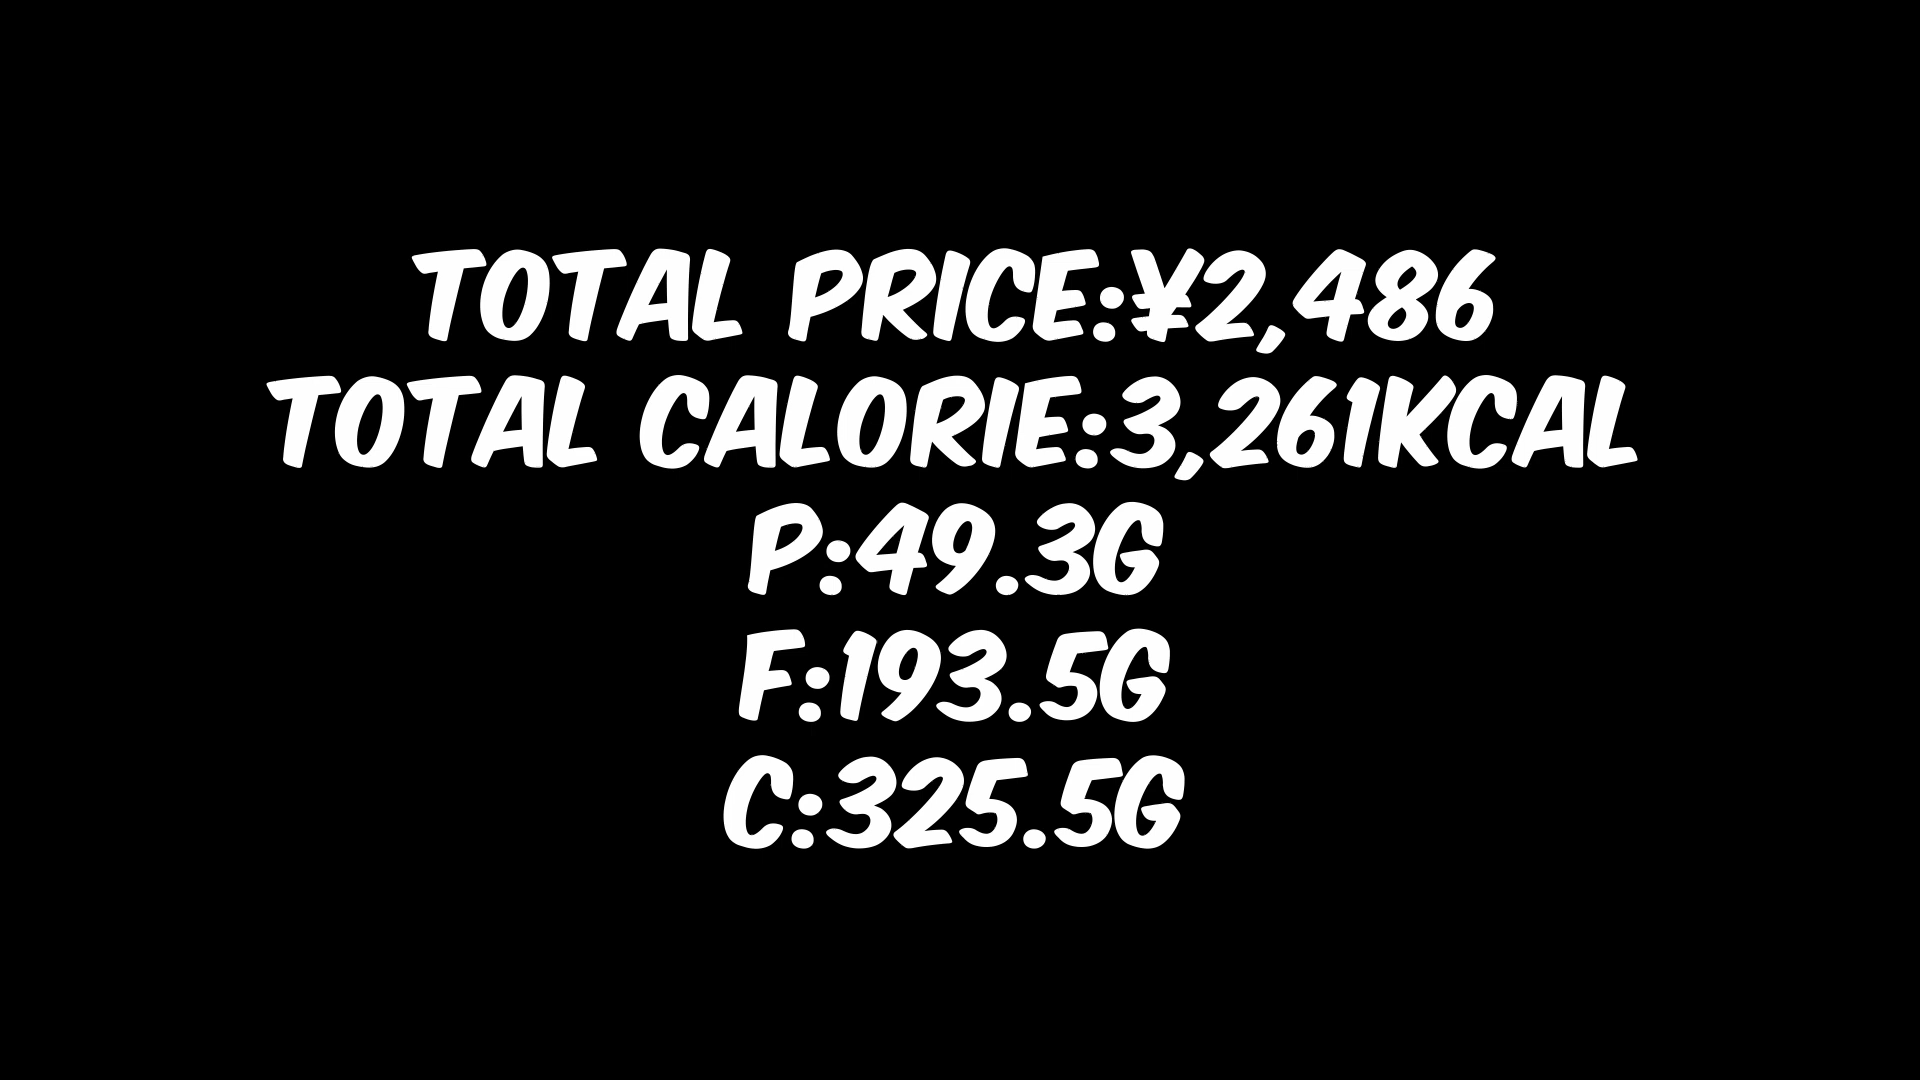 TOTAL PRICE:¥2,486
TOTAL CALORIE:3,261KCAL
P:49.3G
F:193.5G
C:325.5G